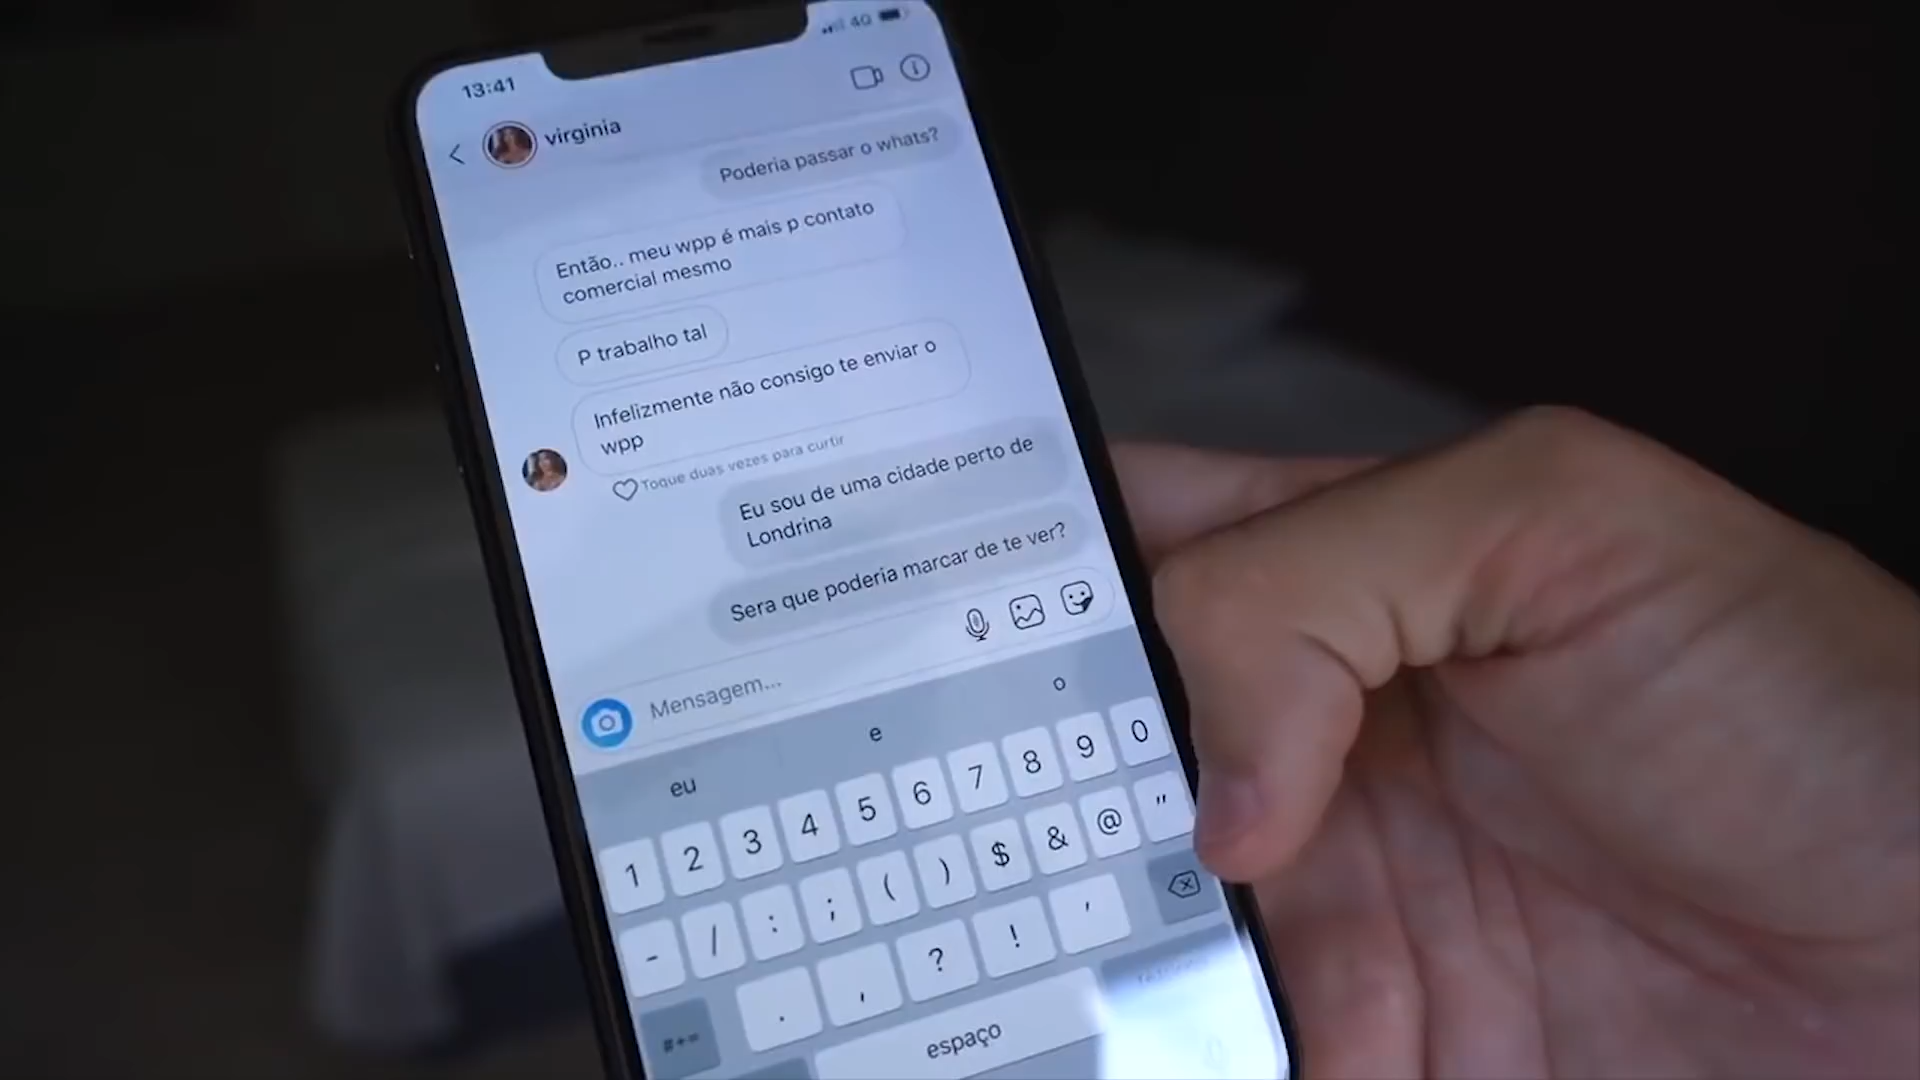 13:41
4G
virginia
Poderia passar o whats?
Então.. meu wpp é mais p contato
comercial mesmo
P trabalho tal
Infelizmente não consigo te enviar o
wpp
Toque duas vezes para curtir
Eu sou de uma cidade perto de
Londrina
Sera que poderia marcar de te ver?
Mensagem...
eu e o
1 2 3 4 5 6 7 8 9 0
- / : ; ( ) $ & @ "
#+= . , ? ! '
espaço